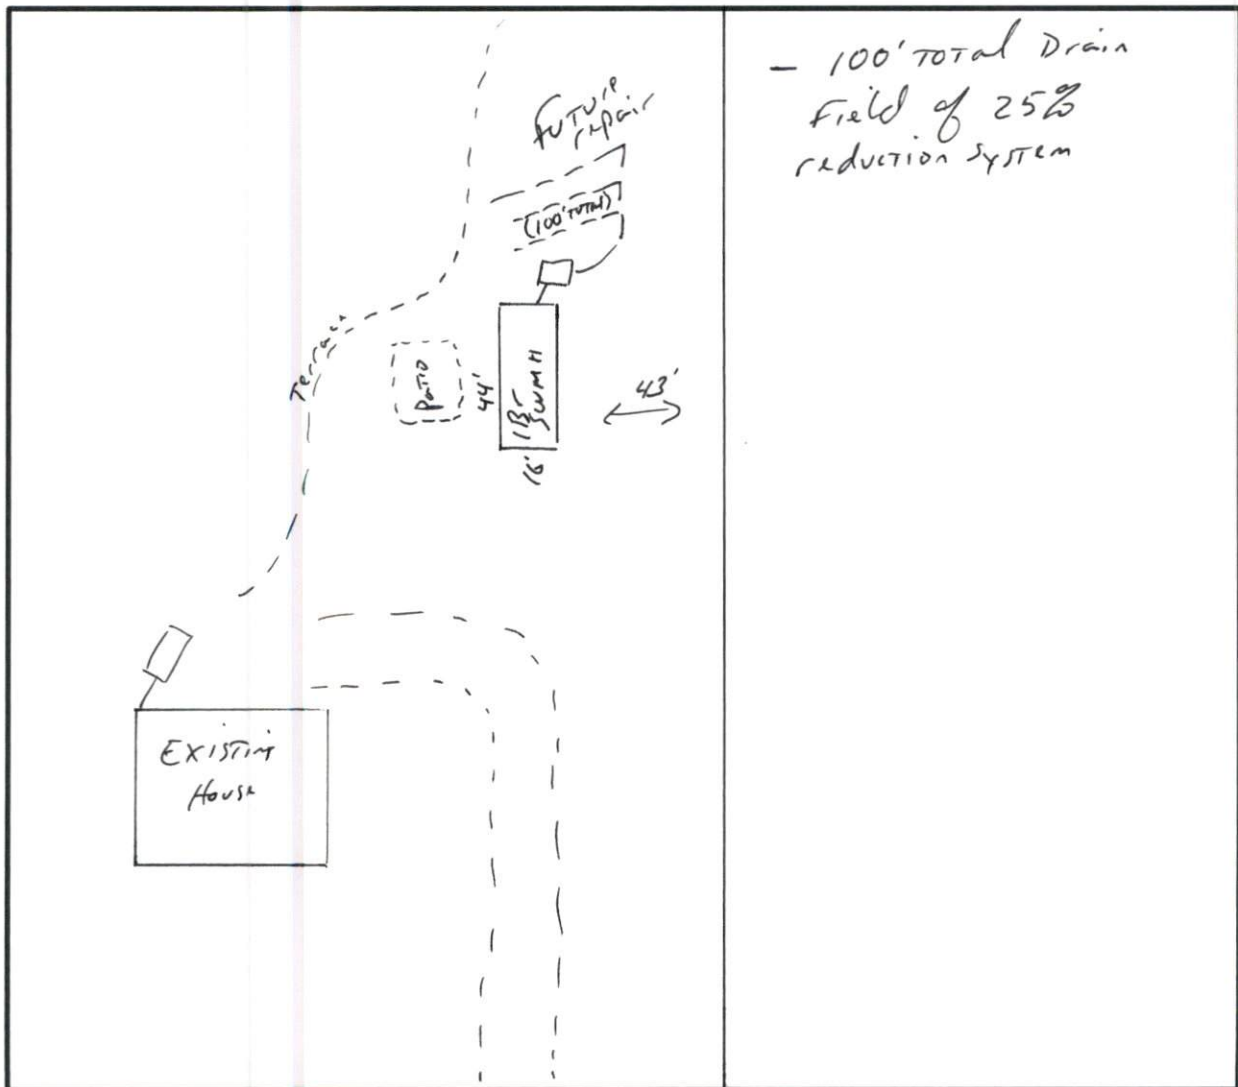 - 100' TOTal Drain
Field of 25%
reduction system
FUTURE
repair
(100' TOTAL)
Terrace
Patio
44'
1BR
SWMH
16'
43'
EXISTING
House